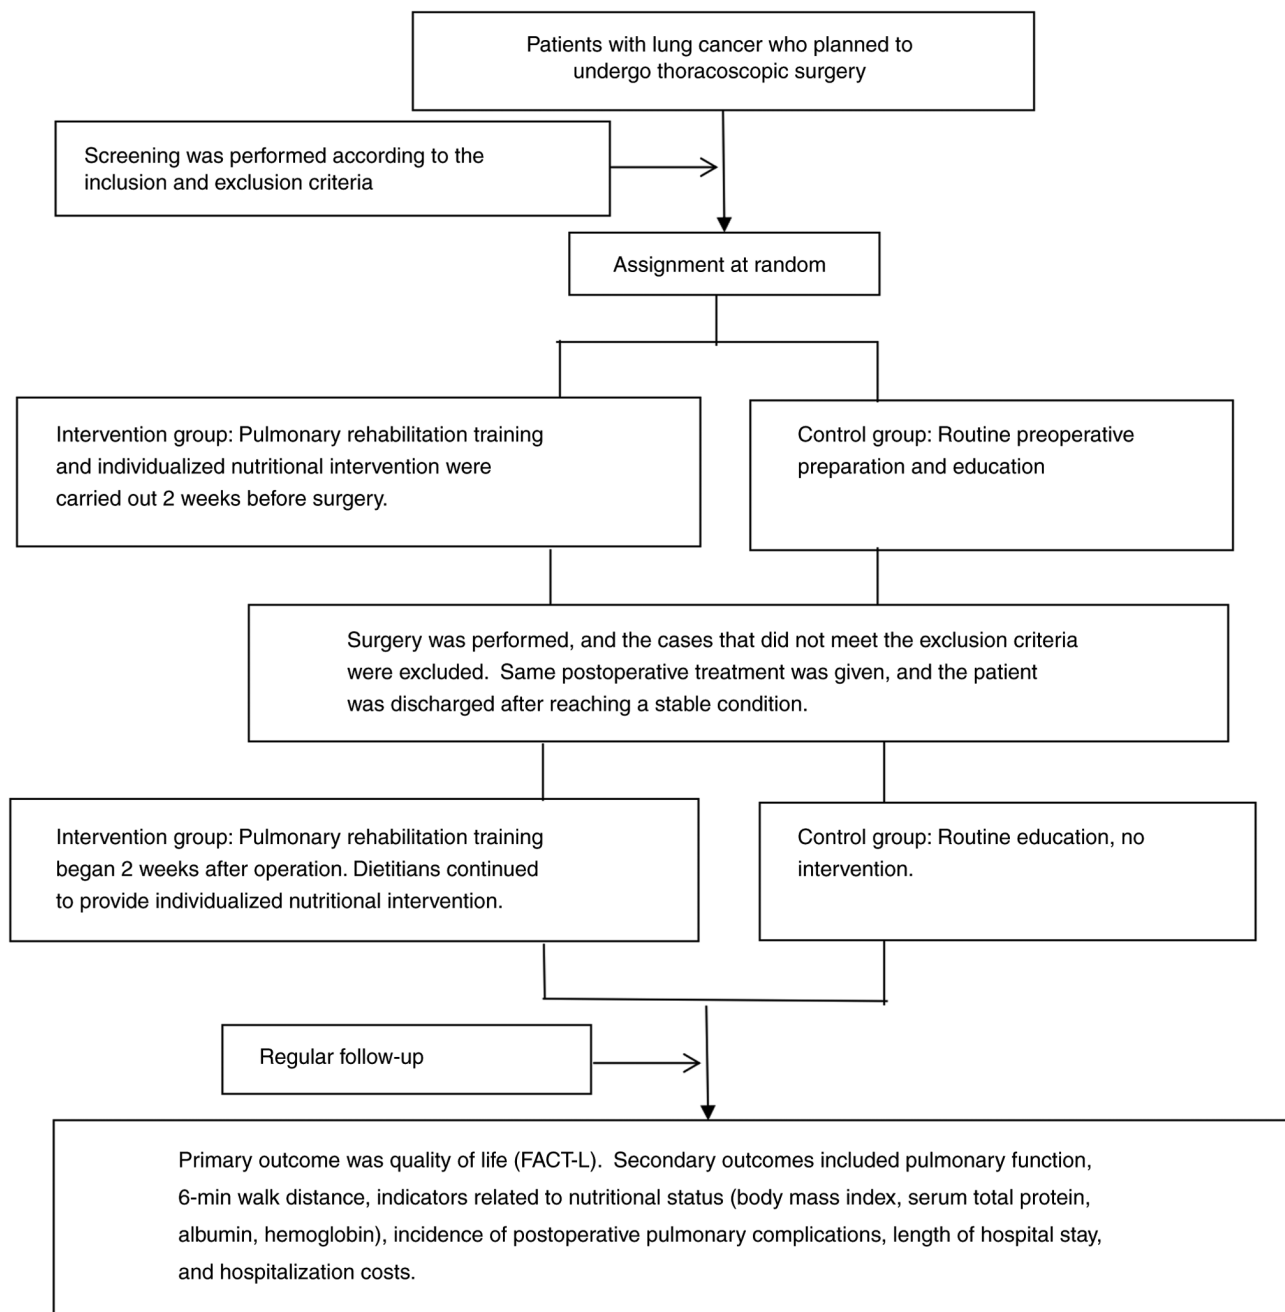 Patients with lung cancer who planned to
undergo thoracoscopic surgery
Screening was performed according to the
inclusion and exclusion criteria
Assignment at random
Intervention group: Pulmonary rehabilitation training
and individualized nutritional intervention were
carried out 2 weeks before surgery.
Control group: Routine preoperative
preparation and education
Surgery was performed, and the cases that did not meet the exclusion criteria
were excluded. Same postoperative treatment was given, and the patient
was discharged after reaching a stable condition.
Intervention group: Pulmonary rehabilitation training
began 2 weeks after operation. Dietitians continued
to provide individualized nutritional intervention.
Control group: Routine education, no
intervention.
Regular follow-up
Primary outcome was quality of life (FACT-L). Secondary outcomes included pulmonary function,
6-min walk distance, indicators related to nutritional status (body mass index, serum total protein,
albumin, hemoglobin), incidence of postoperative pulmonary complications, length of hospital stay,
and hospitalization costs.